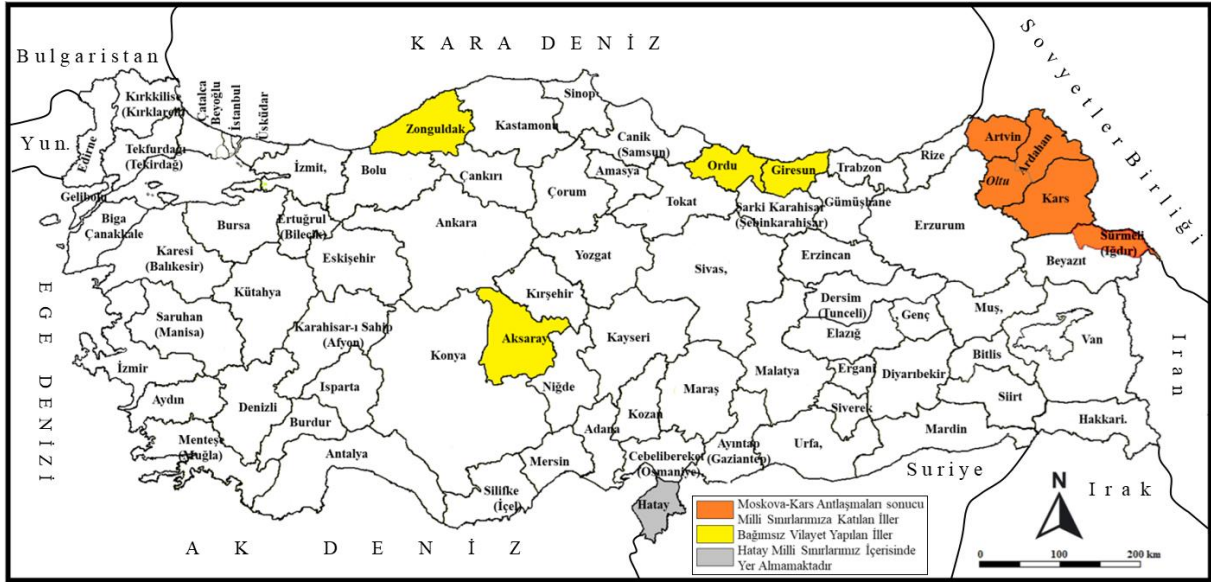 KARA DENİZ
Bulgaristan
Sovyetler Birliği
Yun.
Kırkkilise
(Kırklareli)
Çatalca
Beyoğlu
İstanbul
Üsküdar
Edirne
Tekfurdağı
(Tekirdağ)
Gelibolu
İzmit,
Bolu
Zonguldak
Kastamonu
Sinop
Çankırı
Canik
(Samsun)
Amasya
Çorum
Tokat
Ordu
Giresun
Trabzon
Rize
Artvin
Ardahan
Oltu
Kars
Sürmeli
(Iğdır)
Şarki Karahisar
(Şebinkarahisar)
Gümüşhane
Erzurum
Erzincan
Beyazıt
Biga
Çanakkale
Bursa
Ertuğrul
(Bilecik)
Ankara
Karesi
(Balıkesir)
Eskişehir
Kütahya
Yozgat
Sivas,
Kırşehir
Saruhan
(Manisa)
Karahisar-ı Sahip
(Afyon)
Konya
Aksaray
Kayseri
Dersim
(Tunceli)
Genç
Muş,
Elazığ
Van
Bitlis
Ergani
Diyarıbekir
Malatya
Maraş
Siirt
Siverek
İzmir
Aydın
Denizli
Isparta
Burdur
Niğde
Adana
Kozan
Hakkari.
Mardin
Urfa,
Menteşe
(Muğla)
Antalya
Mersin
Silifke
(İçel)
Cebelibereket
(Osmaniye)
Ayıntap
(Gaziantep)
Hatay
EGE DENİZİ
AK DENİZ
Suriye
Irak
Iran
Moskova-Kars Antlaşmaları sonucu
Milli Sınırlarımıza Katılan İller
Bağımsız Vilayet Yapılan İller
Hatay Milli Sınırlarımız İçerisinde
Yer Almamaktadır
N
0 100 200 km